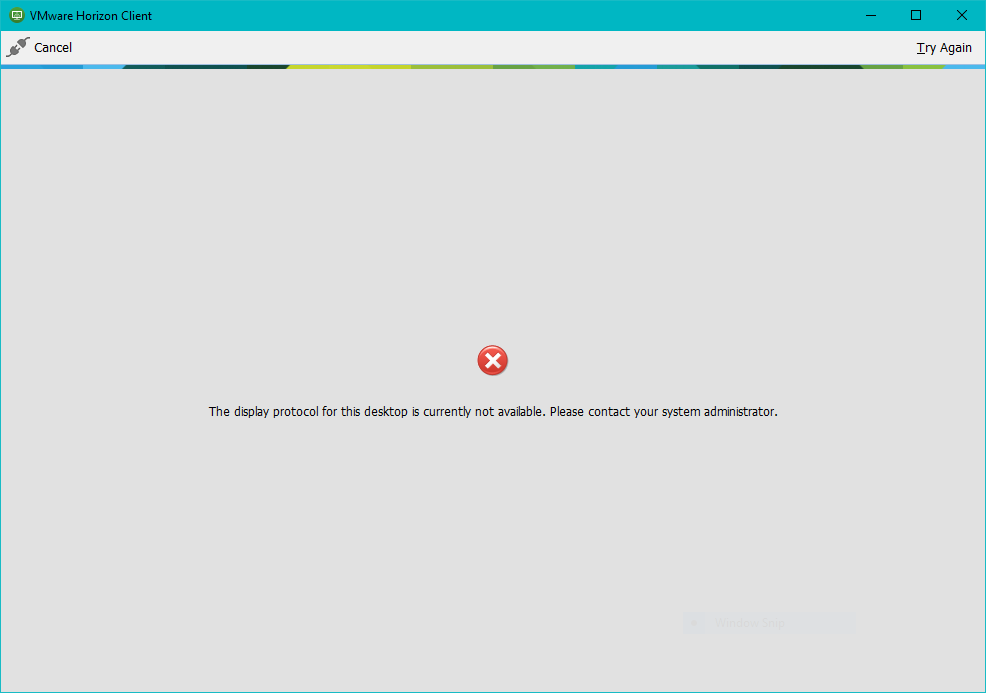 VMware Horizon Client
Cancel
Try Again
The display protocol for this desktop is currently not available. Please contact your system administrator.
Window Snip